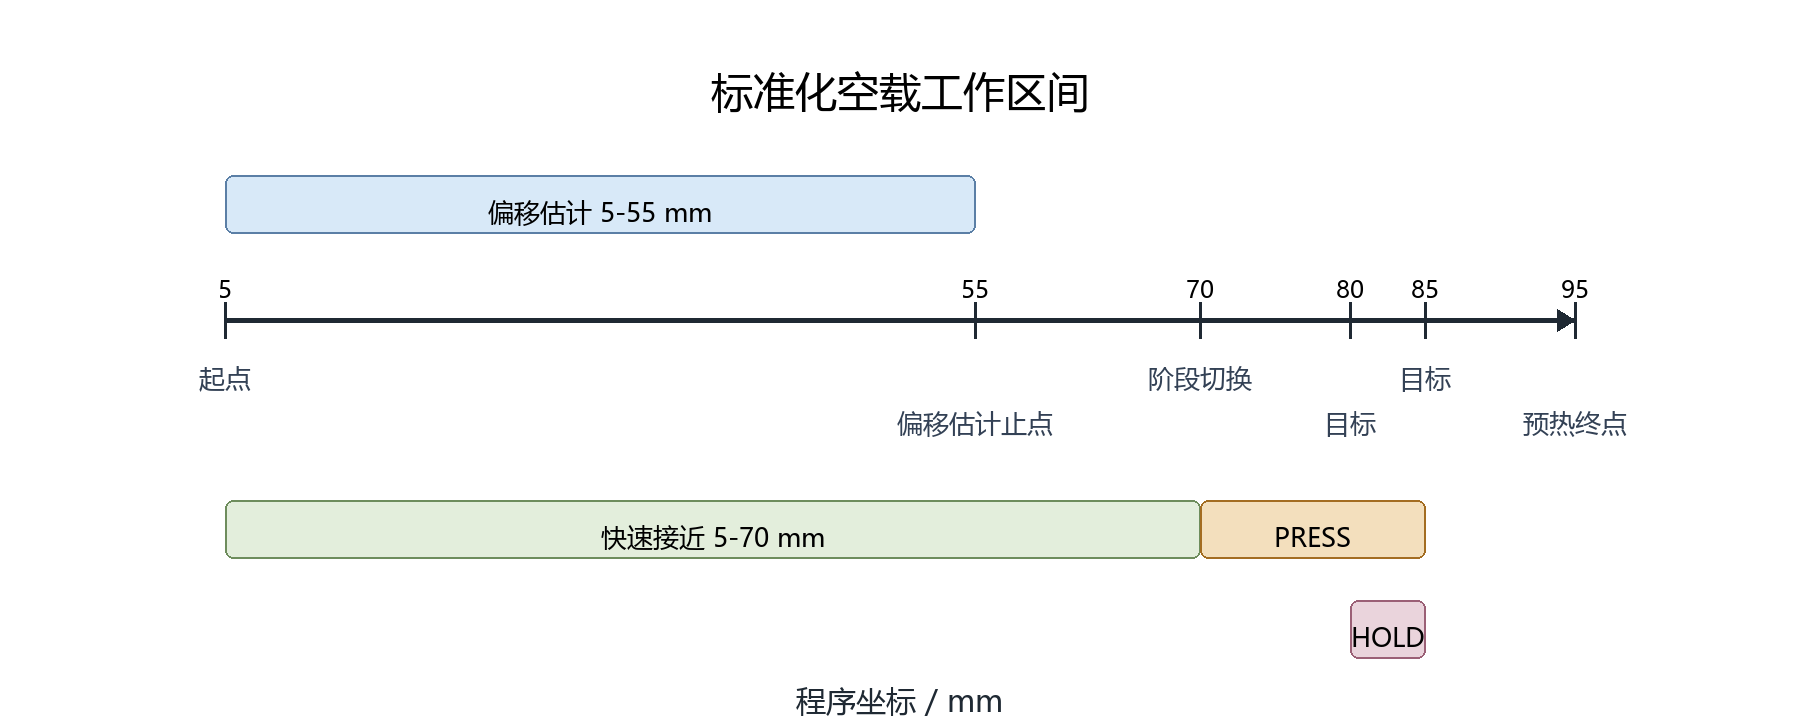 标准化空载工作区间
偏移估计 5-55 mm
5 55 70 80 85 95
起点 阶段切换 目标
偏移估计止点 目标 预热终点
快速接近 5-70 mm PRESS
HOLD
程序坐标 / mm